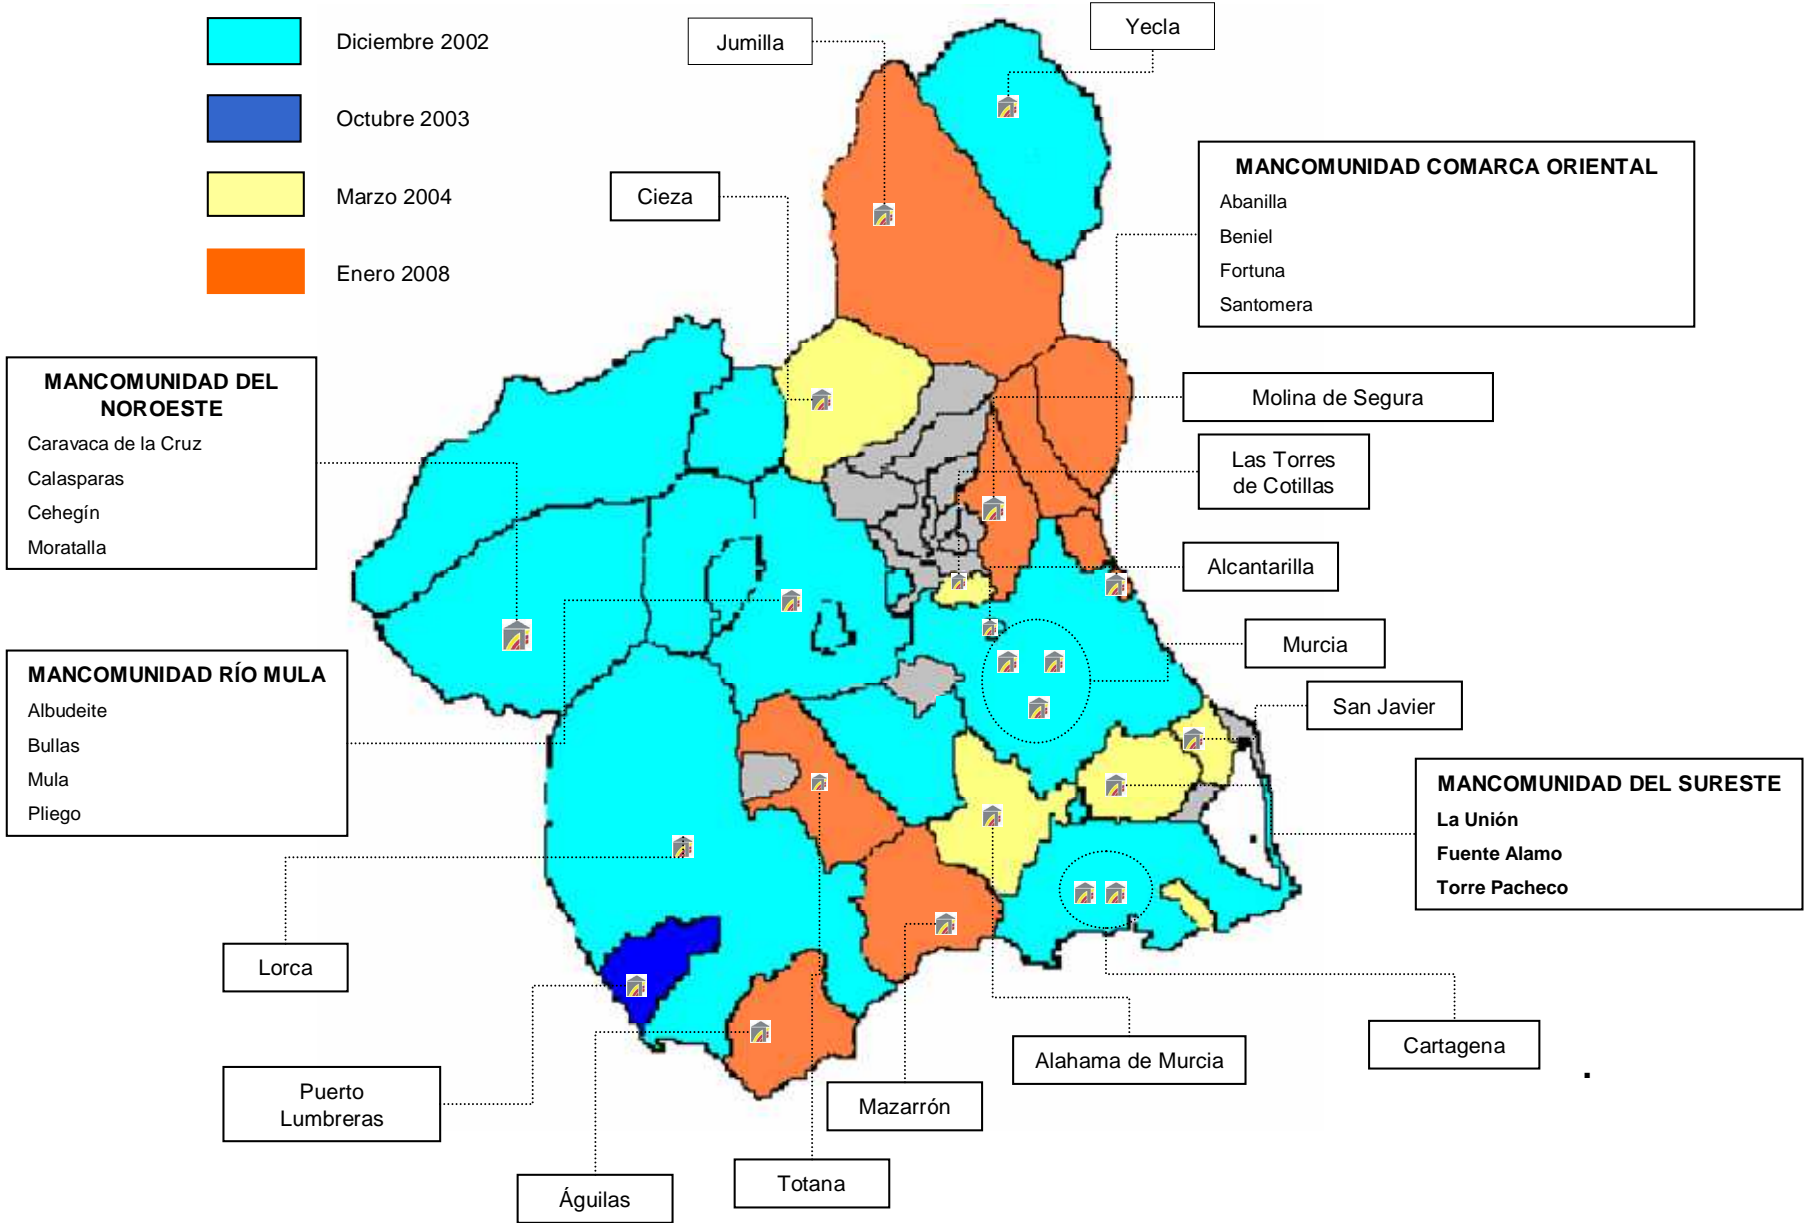 Diciembre 2002
Octubre 2003
Marzo 2004
Enero 2008
Jumilla
Yecla
Cieza
MANCOMUNIDAD COMARCA ORIENTAL
Abanilla
Beniel
Fortuna
Santomera
MANCOMUNIDAD DEL
NOROESTE
Caravaca de la Cruz
Calasparas
Cehegín
Moratalla
Molina de Segura
Las Torres
de Cotillas
Alcantarilla
Murcia
San Javier
MANCOMUNIDAD RÍO MULA
Albudeite
Bullas
Mula
Pliego
MANCOMUNIDAD DEL SURESTE
La Unión
Fuente Alamo
Torre Pacheco
Lorca
Puerto
Lumbreras
Águilas
Totana
Mazarrón
Alahama de Murcia
Cartagena
.